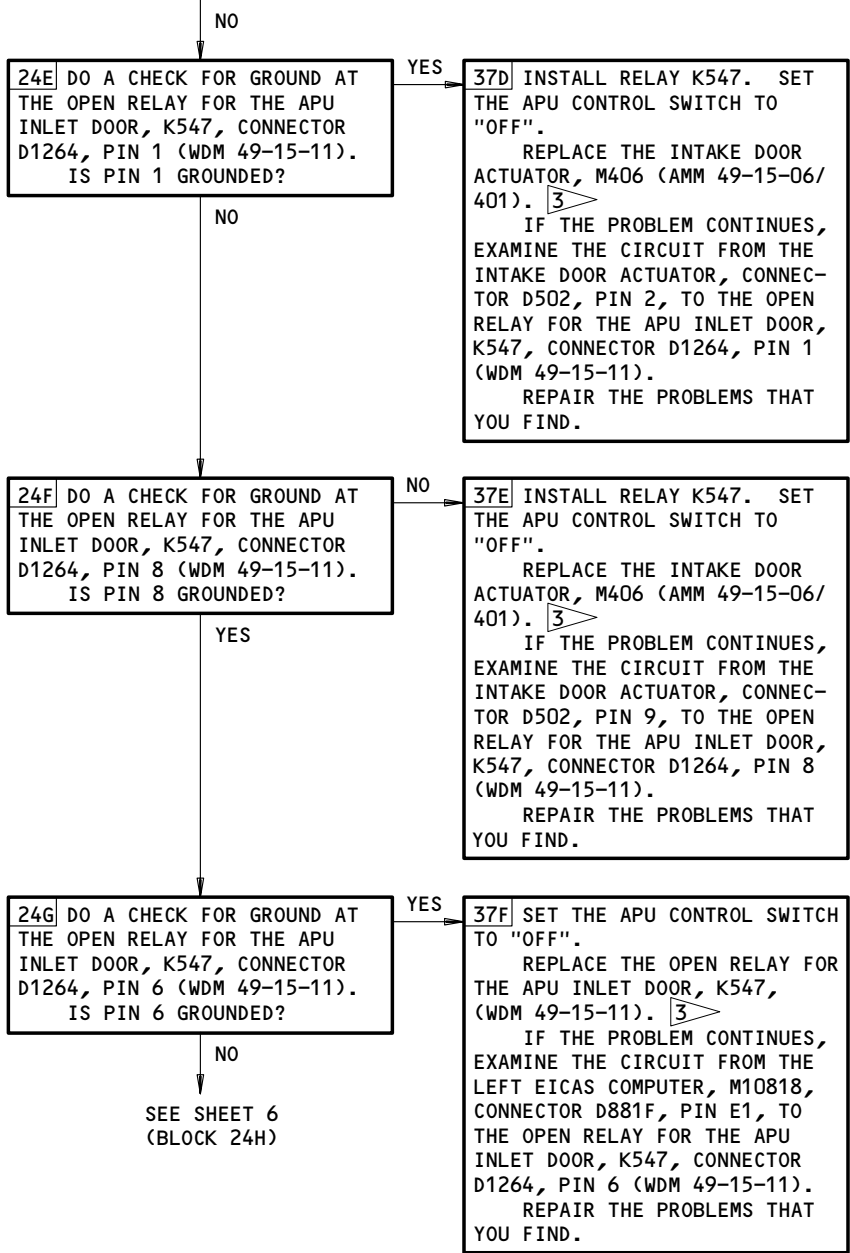 NO
24E DO A CHECK FOR GROUND AT
THE OPEN RELAY FOR THE APU
INLET DOOR, K547, CONNECTOR
D1264, PIN 1 (WDM 49-15-11).
IS PIN 1 GROUNDED?
YES
37D INSTALL RELAY K547. SET
THE APU CONTROL SWITCH TO
"OFF".
REPLACE THE INTAKE DOOR
ACTUATOR, M406 (AMM 49-15-06/
401). 3
IF THE PROBLEM CONTINUES,
EXAMINE THE CIRCUIT FROM THE
INTAKE DOOR ACTUATOR, CONNEC-
TOR D502, PIN 2, TO THE OPEN
RELAY FOR THE APU INLET DOOR,
K547, CONNECTOR D1264, PIN 1
(WDM 49-15-11).
REPAIR THE PROBLEMS THAT
YOU FIND.
NO
24F DO A CHECK FOR GROUND AT
THE OPEN RELAY FOR THE APU
INLET DOOR, K547, CONNECTOR
D1264, PIN 8 (WDM 49-15-11).
IS PIN 8 GROUNDED?
NO
37E INSTALL RELAY K547. SET
THE APU CONTROL SWITCH TO
"OFF".
REPLACE THE INTAKE DOOR
ACTUATOR, M406 (AMM 49-15-06/
401). 3
IF THE PROBLEM CONTINUES,
EXAMINE THE CIRCUIT FROM THE
INTAKE DOOR ACTUATOR, CONNEC-
TOR D502, PIN 9, TO THE OPEN
RELAY FOR THE APU INLET DOOR,
K547, CONNECTOR D1264, PIN 8
(WDM 49-15-11).
REPAIR THE PROBLEMS THAT
YOU FIND.
YES
24G DO A CHECK FOR GROUND AT
THE OPEN RELAY FOR THE APU
INLET DOOR, K547, CONNECTOR
D1264, PIN 6 (WDM 49-15-11).
IS PIN 6 GROUNDED?
YES
37F SET THE APU CONTROL SWITCH
TO "OFF".
REPLACE THE OPEN RELAY FOR
THE APU INLET DOOR, K547,
(WDM 49-15-11). 3
IF THE PROBLEM CONTINUES,
EXAMINE THE CIRCUIT FROM THE
LEFT EICAS COMPUTER, M10818,
CONNECTOR D881F, PIN E1, TO
THE OPEN RELAY FOR THE APU
INLET DOOR, K547, CONNECTOR
D1264, PIN 6 (WDM 49-15-11).
REPAIR THE PROBLEMS THAT
YOU FIND.
NO
SEE SHEET 6
(BLOCK 24H)